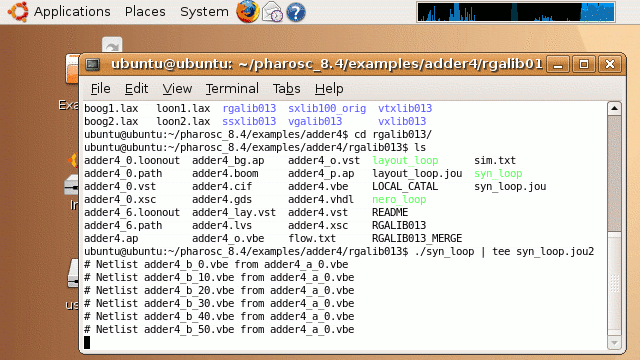 Applications Places System
ubuntu@ubuntu: ~/pharosc_8.4/examples/adder4/rgalib01
File Edit View Terminal Tabs Help
boog1.lax loon1.lax rgalib013 sxlib100_orig vtxlib013
boog2.lax loon2.lax ssxlib013 vgalib013 vxlib013
ubuntu@ubuntu:~/pharosc_8.4/examples/adder4$ cd rgalib013/
ubuntu@ubuntu:~/pharosc_8.4/examples/adder4/rgalib013$ ls
adder4_0.loonout adder4_bg.ap adder4_o.vst layout_loop sim.txt
adder4_0.path adder4.boom adder4_p.ap layout_loop.jou syn_loop
adder4_0.vst adder4.cif adder4.vbe LOCAL_CATAL syn_loop.jou
adder4_0.xsc adder4.gds adder4.vhdl nero_loop
adder4_6.loonout adder4_lay.vst adder4.vst README
adder4_6.path adder4.lvs adder4.xsc RGALIB013
adder4.ap adder4_o.vbe flow.txt RGALIB013_MERGE
ubuntu@ubuntu:~/pharosc_8.4/examples/adder4/rgalib013$ ./syn_loop | tee syn_loop.jou2
# Netlist adder4_b_0.vbe from adder4_a_0.vbe
# Netlist adder4_b_10.vbe from adder4_a_0.vbe
# Netlist adder4_b_20.vbe from adder4_a_0.vbe
# Netlist adder4_b_30.vbe from adder4_a_0.vbe
# Netlist adder4_b_40.vbe from adder4_a_0.vbe
# Netlist adder4_b_50.vbe from adder4_a_0.vbe